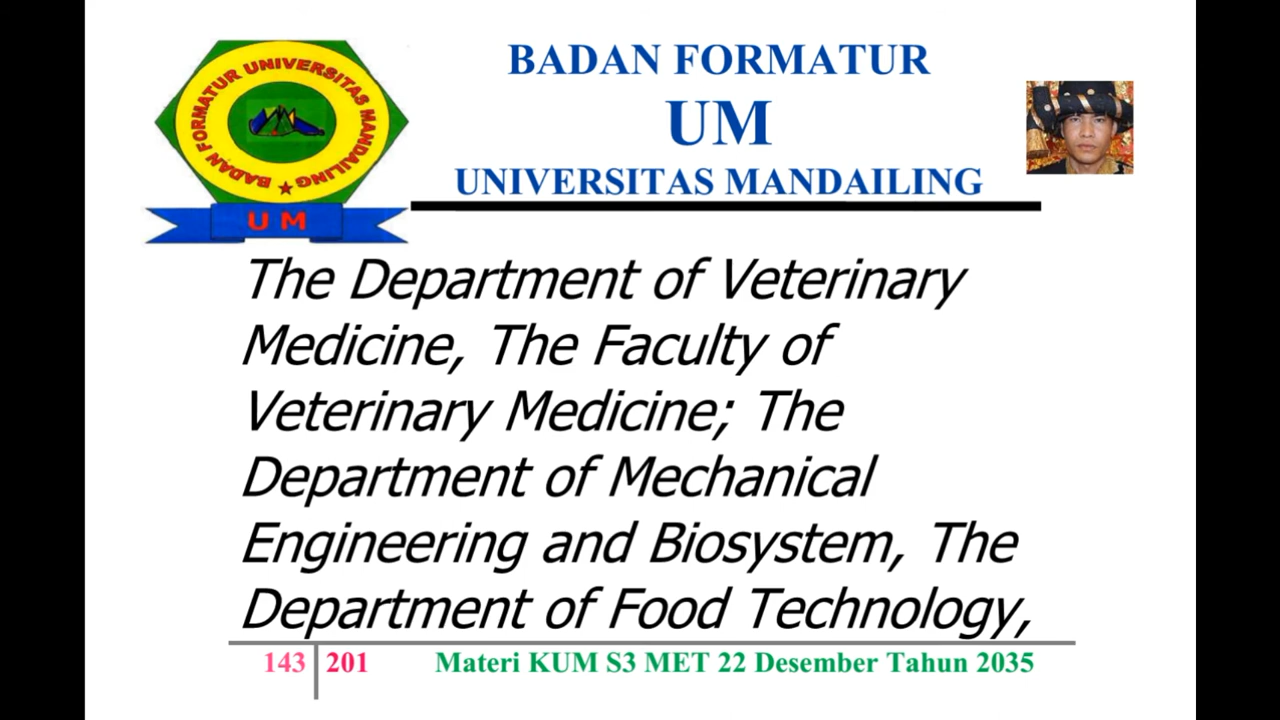 BADAN FORMATUR UNIVERSITAS MANDAILING
U M
BADAN FORMATUR
UM
UNIVERSITAS MANDAILING
The Department of Veterinary
Medicine, The Faculty of
Veterinary Medicine; The
Department of Mechanical
Engineering and Biosystem, The
Department of Food Technology,
143 201 Materi KUM S3 MET 22 Desember Tahun 2035